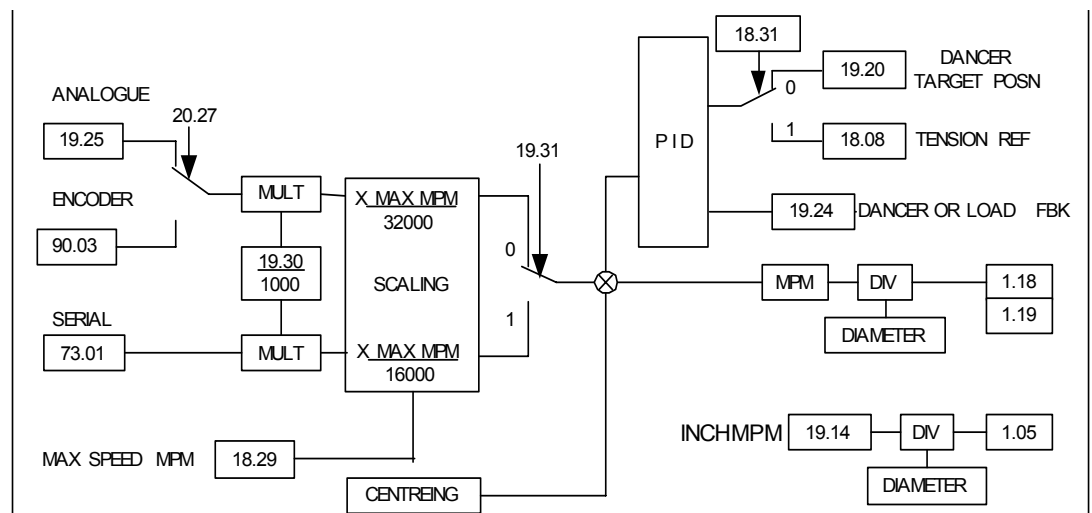 18.31
DANCER
TARGET POSN
19.20
0
ANALOGUE
20.27
19.25
PID
1
18.08
TENSION REF
19.31
ENCODER
MULT
X MAX MPM
32000
90.03
19.24
DANCER OR LOAD FBK
0
19.30
1000
SCALING
MPM
DIV
1.18
1.19
SERIAL
1
DIAMETER
73.01
MULT
X MAX MPM
16000
INCHMPM
19.14
DIV
1.05
MAX SPEED MPM
18.29
CENTREING
DIAMETER